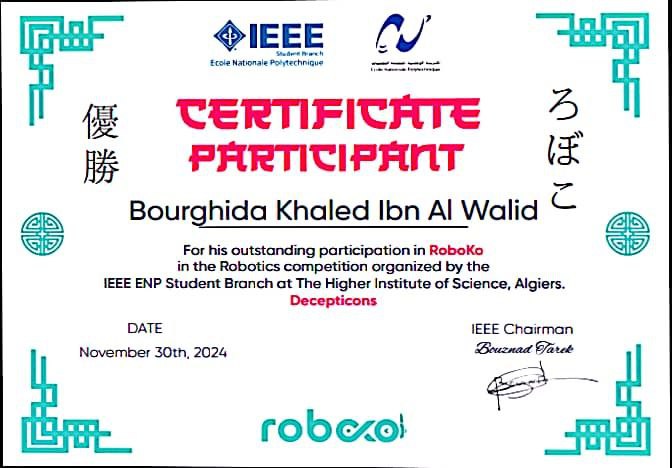 IEEE
Student Branch
Ecole Nationale Polytechnique
Ecole Nationale Polytechnique
優勝
ろぼこ
CERTIFICATE
PARTICIPANT
Bourghida Khaled Ibn Al Walid
For his outstanding participation in RoboKo
in the Robotics competition organized by the
IEEE ENP Student Branch at The Higher Institute of Science, Algiers.
Decepticons
DATE
IEEE Chairman
November 30th, 2024
Bouznad Tarek
roboko